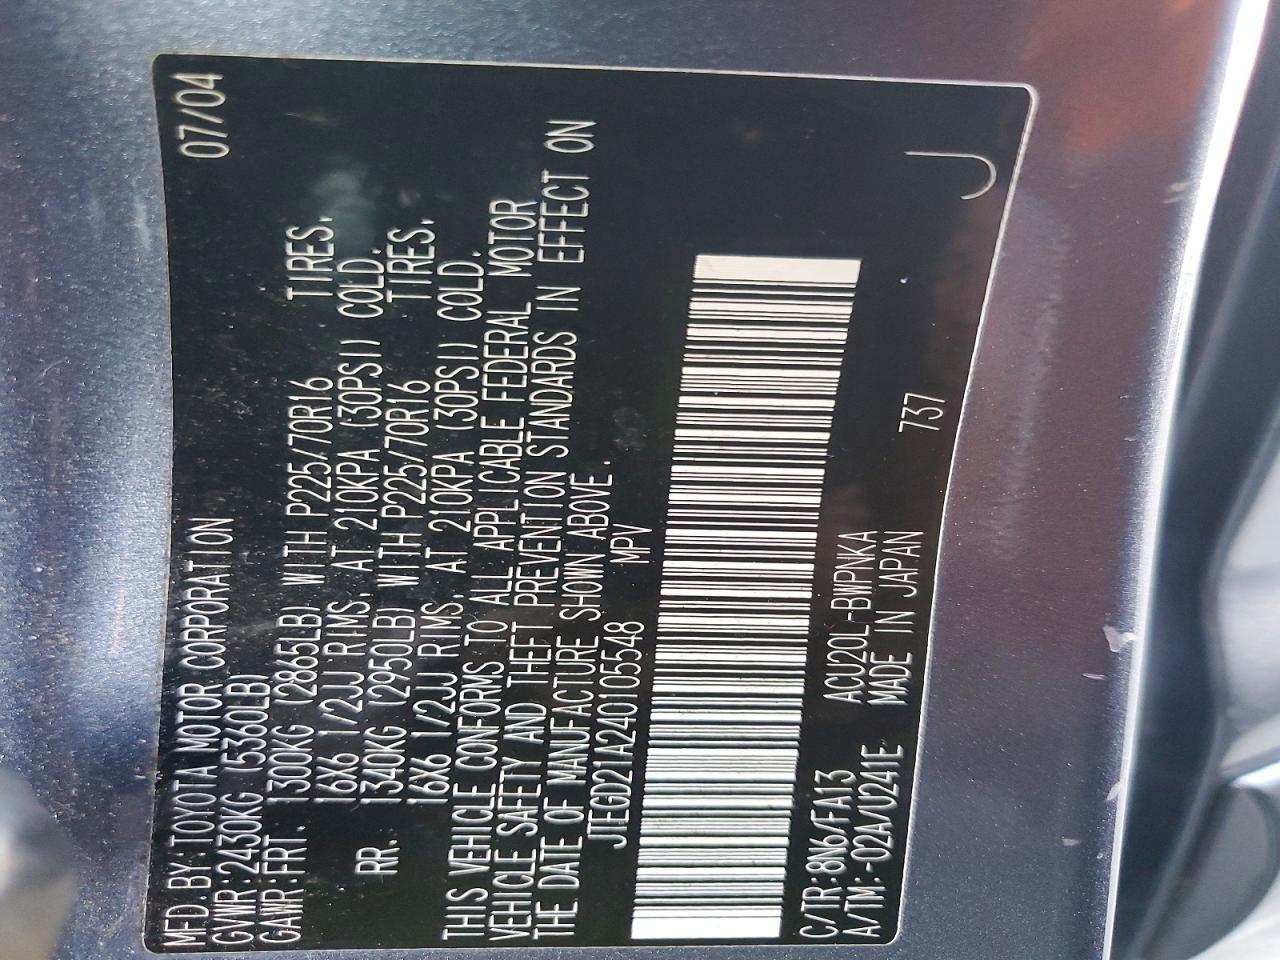 MFD.BY:TOYOTA MOTOR CORPORATION 07/04
GVWR:2430KG (5360LB)
GAWR:FRT. 1300KG (2865LB) WITH P225/70R16 TIRES,
16X6 1/2JJ RIMS, AT 210KPA (30PSI) COLD.
RR. 1340KG (2950LB) WITH P225/70R16 TIRES,
16X6 1/2JJ RIMS, AT 210KPA (30PSI) COLD.
THIS VEHICLE CONFORMS TO ALL APPLICABLE FEDERAL MOTOR
VEHICLE SAFETY AND THEFT PREVENTION STANDARDS IN EFFECT ON
THE DATE OF MANUFACTURE SHOWN ABOVE.
JTEGD21A240105548 MPV
C/TR:8N6/FA13 ACU20L-BWPNKA
A/TM:-02A/U241E MADE IN JAPAN 737
J